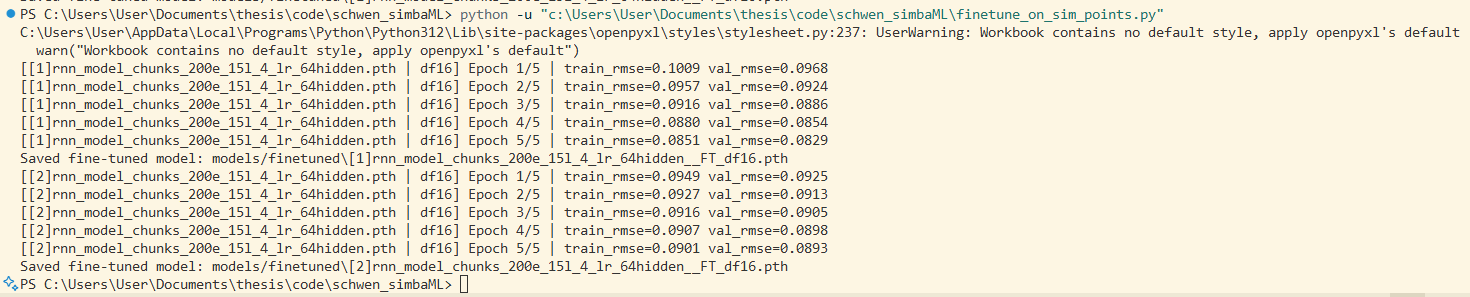 PS C:\Users\User\Documents\thesis\code\schwen_simbaML> python -u "c:\Users\User\Documents\thesis\code\schwen_simbaML\finetune_on_sim_points.py"
C:\Users\User\AppData\Local\Programs\Python\Python312\Lib\site-packages\openpyxl\styles\stylesheet.py:237: UserWarning: Workbook contains no default style, apply openpyxl's default
  warn("Workbook contains no default style, apply openpyxl's default")
[[1]rnn_model_chunks_200e_15l_4_lr_64hidden.pth | df16] Epoch 1/5 | train_rmse=0.1009 val_rmse=0.0968
[[1]rnn_model_chunks_200e_15l_4_lr_64hidden.pth | df16] Epoch 2/5 | train_rmse=0.0957 val_rmse=0.0924
[[1]rnn_model_chunks_200e_15l_4_lr_64hidden.pth | df16] Epoch 3/5 | train_rmse=0.0916 val_rmse=0.0886
[[1]rnn_model_chunks_200e_15l_4_lr_64hidden.pth | df16] Epoch 4/5 | train_rmse=0.0880 val_rmse=0.0854
[[1]rnn_model_chunks_200e_15l_4_lr_64hidden.pth | df16] Epoch 5/5 | train_rmse=0.0851 val_rmse=0.0829
Saved fine-tuned model: models/finetuned\[1]rnn_model_chunks_200e_15l_4_lr_64hidden__FT_df16.pth
[[2]rnn_model_chunks_200e_15l_4_lr_64hidden.pth | df16] Epoch 1/5 | train_rmse=0.0949 val_rmse=0.0925
[[2]rnn_model_chunks_200e_15l_4_lr_64hidden.pth | df16] Epoch 2/5 | train_rmse=0.0927 val_rmse=0.0913
[[2]rnn_model_chunks_200e_15l_4_lr_64hidden.pth | df16] Epoch 3/5 | train_rmse=0.0916 val_rmse=0.0905
[[2]rnn_model_chunks_200e_15l_4_lr_64hidden.pth | df16] Epoch 4/5 | train_rmse=0.0907 val_rmse=0.0898
[[2]rnn_model_chunks_200e_15l_4_lr_64hidden.pth | df16] Epoch 5/5 | train_rmse=0.0901 val_rmse=0.0893
Saved fine-tuned model: models/finetuned\[2]rnn_model_chunks_200e_15l_4_lr_64hidden__FT_df16.pth
PS C:\Users\User\Documents\thesis\code\schwen_simbaML>